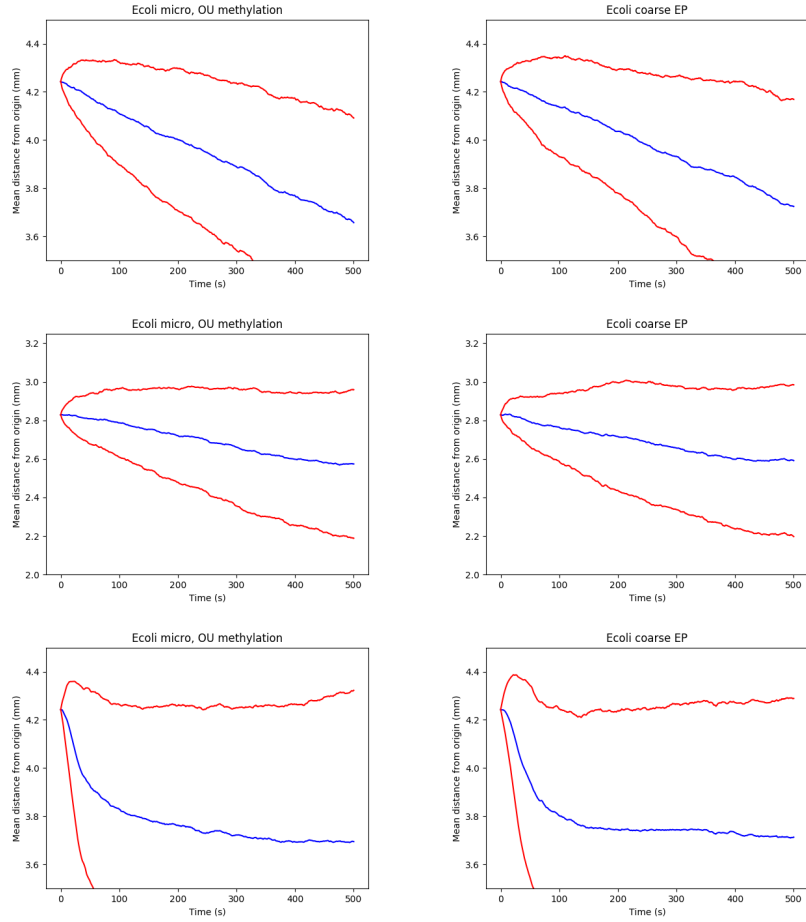 Ecoli micro, OU methylation
Mean distance from origin (mm)
4.4
4.2
4.0
3.8
3.6
0 100 200 300 400 500
Time (s)
Ecoli coarse EP
Mean distance from origin (mm)
4.4
4.2
4.0
3.8
3.6
0 100 200 300 400 500
Time (s)
Ecoli micro, OU methylation
Mean distance from origin (mm)
3.2
3.0
2.8
2.6
2.4
2.2
2.0
0 100 200 300 400 500
Time (s)
Ecoli coarse EP
Mean distance from origin (mm)
3.2
3.0
2.8
2.6
2.4
2.2
2.0
0 100 200 300 400 500
Time (s)
Ecoli micro, OU methylation
Mean distance from origin (mm)
4.4
4.2
4.0
3.8
3.6
0 100 200 300 400 500
Time (s)
Ecoli coarse EP
Mean distance from origin (mm)
4.4
4.2
4.0
3.8
3.6
0 100 200 300 400 500
Time (s)